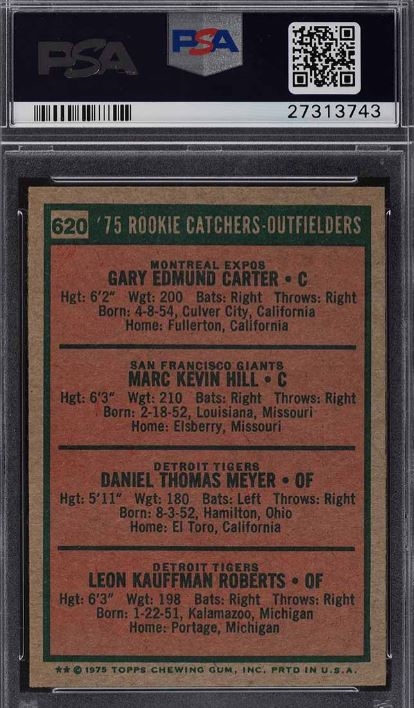 PSA
PSA
27313743
620 '75 ROOKIE CATCHERS-OUTFIELDERS
MONTREAL EXPOS
GARY EDMUND CARTER • C
Hgt: 6'2" Wgt: 200 Bats: Right Throws: Right
Born: 4-8-54, Culver City, California
Home: Fullerton, California
SAN FRANCISCO GIANTS
MARC KEVIN HILL • C
Hgt: 6'3" Wgt: 210 Bats: Right Throws: Right
Born: 2-18-52, Louisiana, Missouri
Home: Elsberry, Missouri
DETROIT TIGERS
DANIEL THOMAS MEYER • OF
Hgt: 5'11" Wgt: 180 Bats: Left Throws: Right
Born: 8-3-52, Hamilton, Ohio
Home: El Toro, California
DETROIT TIGERS
LEON KAUFFMAN ROBERTS • OF
Hgt: 6'3" Wgt: 198 Bats: Right Throws: Right
Born: 1-22-51, Kalamazoo, Michigan
Home: Portage, Michigan
** © 1975 TOPPS CHEWING GUM, INC. PRTD IN U.S.A.